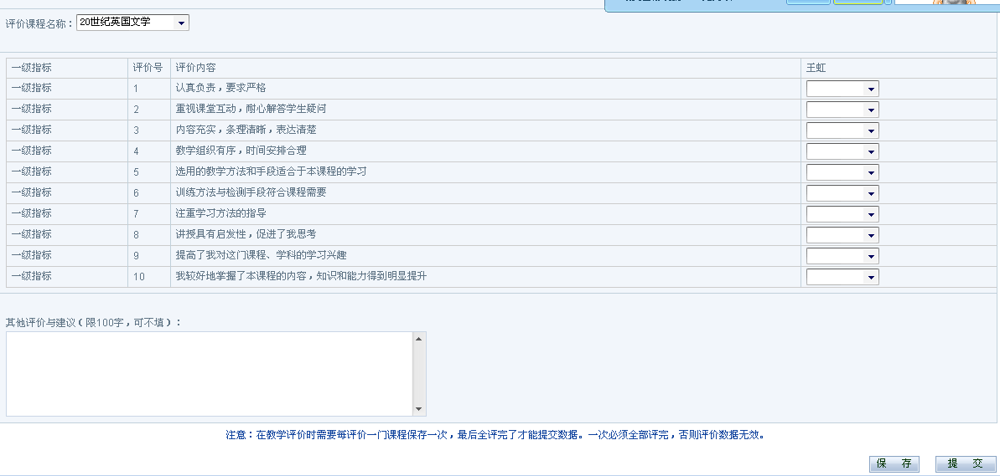 评价课程名称： 20世纪英国文学
一级指标 评价号 评价内容 王虹
一级指标 1 认真负责，要求严格
一级指标 2 重视课堂互动，耐心解答学生疑问
一级指标 3 内容充实，条理清晰，表达清楚
一级指标 4 教学组织有序，时间安排合理
一级指标 5 选用的教学方法和手段适合于本课程的学习
一级指标 6 训练方法与检测手段符合课程需要
一级指标 7 注重学习方法的指导
一级指标 8 讲授具有启发性，促进了我思考
一级指标 9 提高了我对这门课程、学科的学习兴趣
一级指标 10 我较好地掌握了本课程的内容，知识和能力得到明显提升
其他评价与建议（限100字，可不填）：
注意：在教学评价时需要每评价一门课程保存一次，最后全评完了才能提交数据。一次必须全部评完，否则评价数据无效。
保 存 提 交